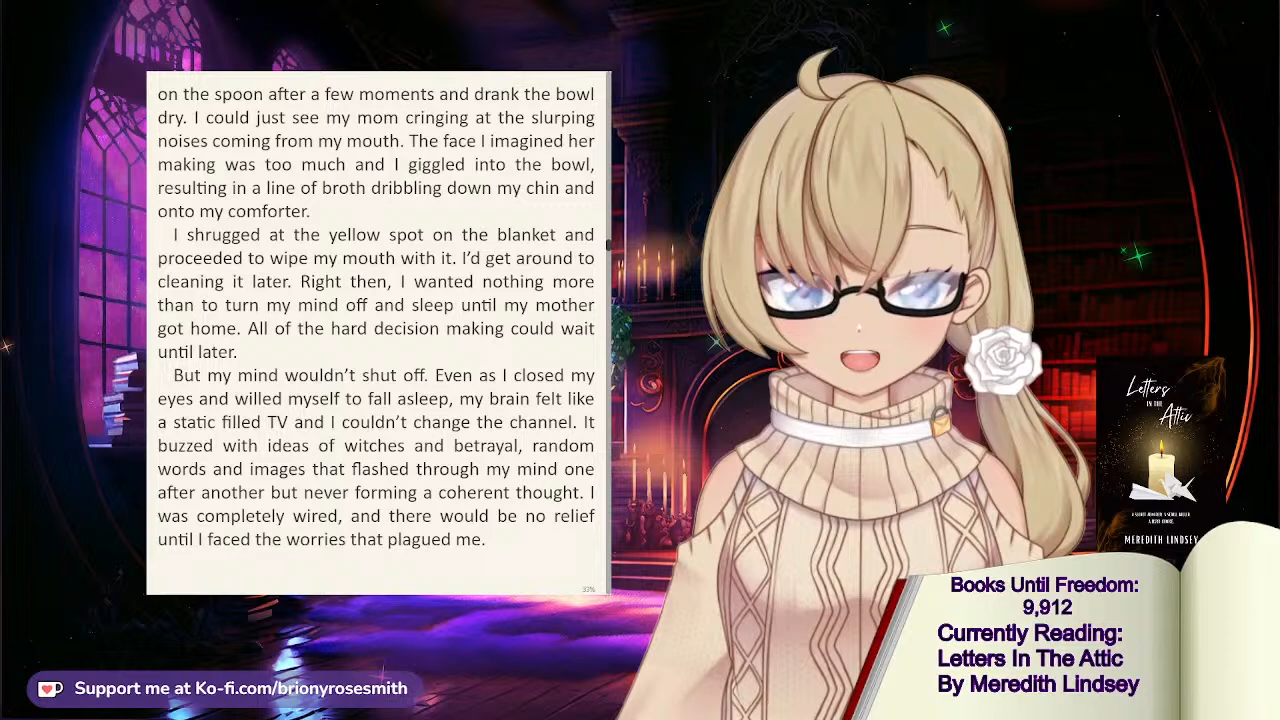 on the spoon after a few moments and drank the bowl
dry. I could just see my mom cringing at the slurping
noises coming from my mouth. The face I imagined her
making was too much and I giggled into the bowl,
resulting in a line of broth dribbling down my chin and
onto my comforter.
I shrugged at the yellow spot on the blanket and
proceeded to wipe my mouth with it. I’d get around to
cleaning it later. Right then, I wanted nothing more
than to turn my mind off and sleep until my mother
got home. All of the hard decision making could wait
until later.
But my mind wouldn’t shut off. Even as I closed my
eyes and willed myself to fall asleep, my brain felt like
a static filled TV and I couldn’t change the channel. It
buzzed with ideas of witches and betrayal, random
words and images that flashed through my mind one
after another but never forming a coherent thought. I
was completely wired, and there would be no relief
until I faced the worries that plagued me.
33%
Letters
IN THE
Attic
MEREDITH LINDSEY
Books Until Freedom:
9,912
Currently Reading:
Letters In The Attic
By Meredith Lindsey
Support me at Ko-fi.com/brionyrosesmith